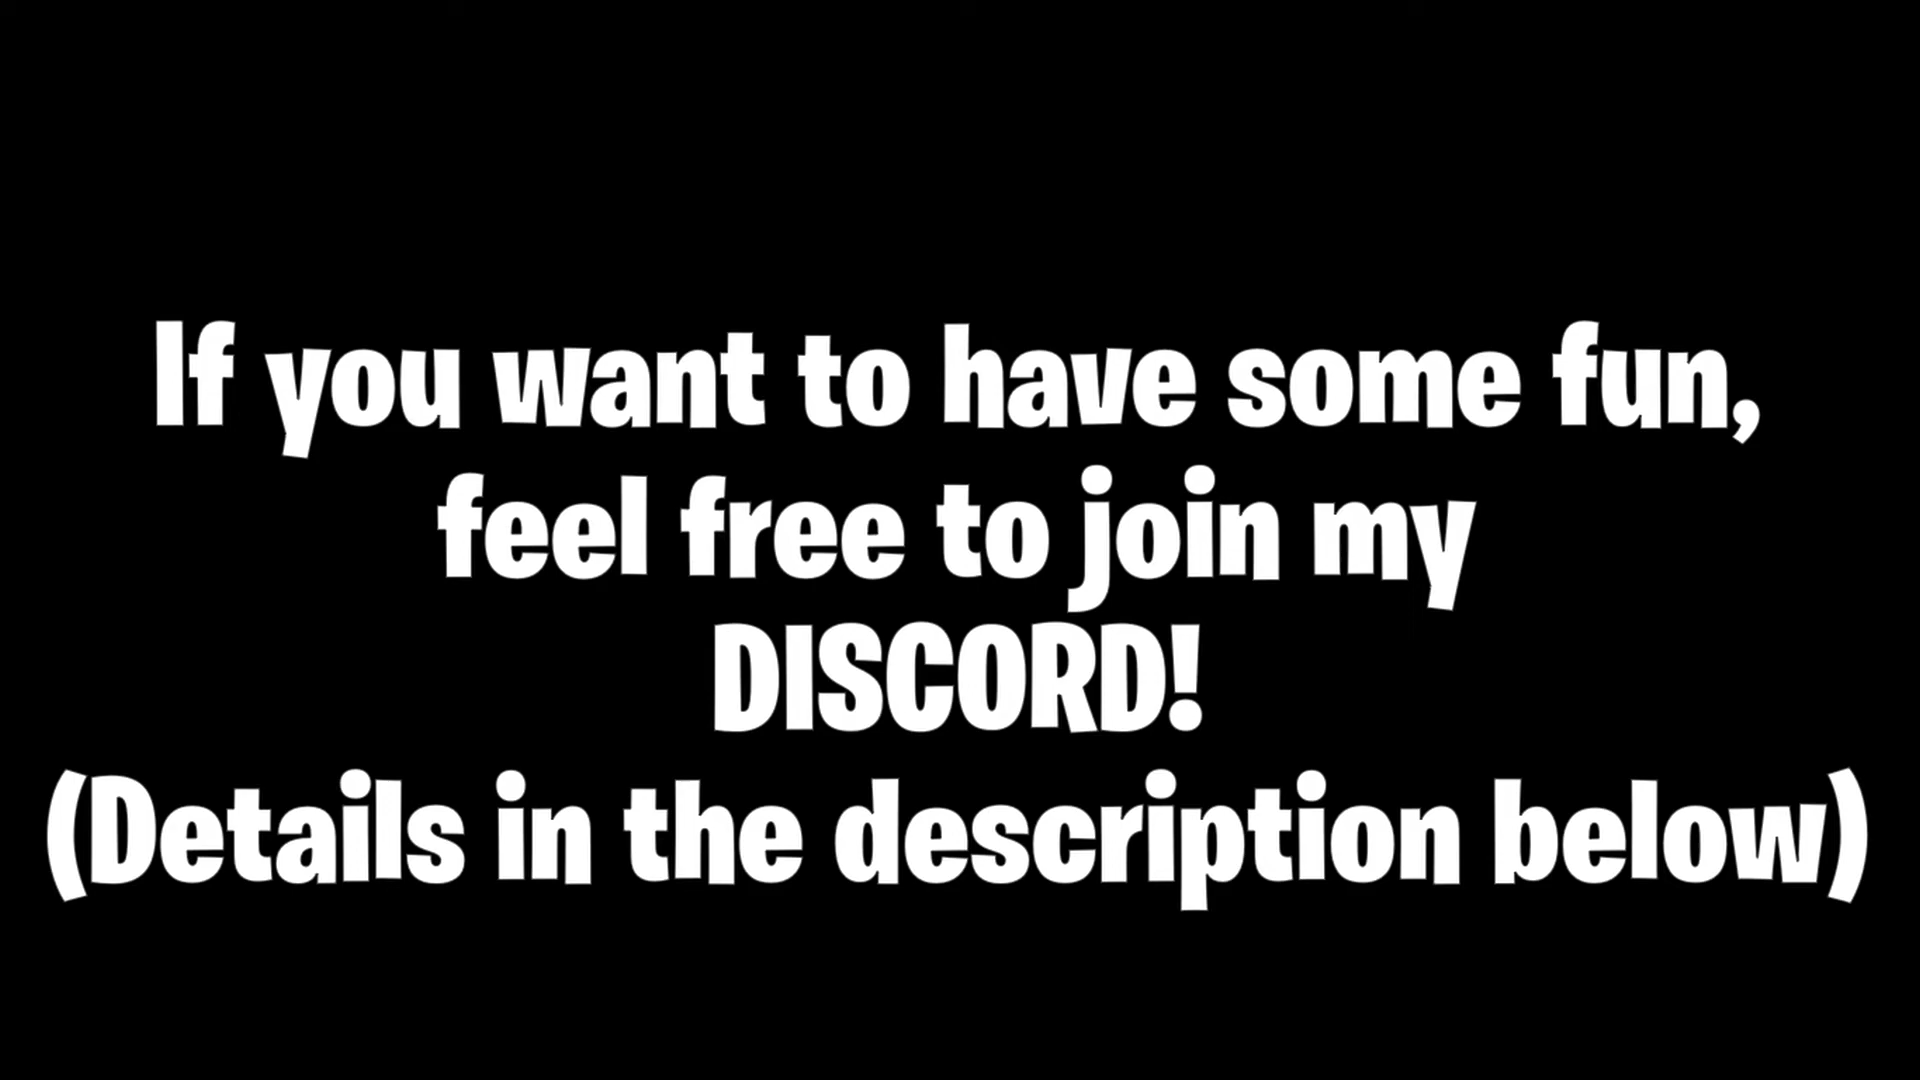 If you want to have some fun,
feel free to join my
DISCORD!
(Details in the description below)